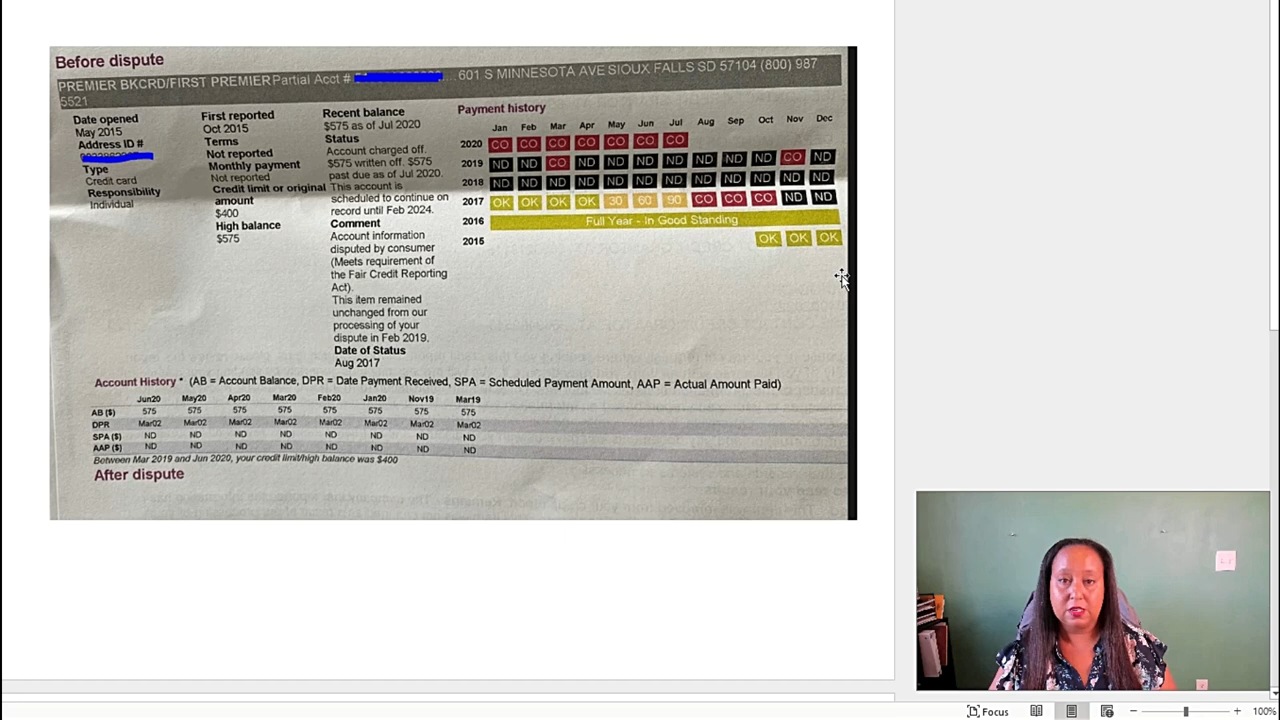 Before dispute
PREMIER BKCRD/FIRST PREMIER Partial Acct # ... 601 S MINNESOTA AVE SIOUX FALLS SD 57104 (800) 987
5521
Date opened
May 2015
Address ID #
Type
Credit card
Responsibility
Individual
First reported
Oct 2015
Terms
Not reported
Monthly payment
Not reported
Credit limit or original
amount
$400
High balance
$575
Recent balance
$575 as of Jul 2020
Status
Account charged off.
$575 written off. $575
past due as of Jul 2020.
This account is
scheduled to continue on
record until Feb 2024.
Comment
Account information
disputed by consumer
(Meets requirement of
the Fair Credit Reporting
Act).
This item remained
unchanged from our
processing of your
dispute in Feb 2019.
Date of Status
Aug 2017
Payment history
Jan Feb Mar Apr May Jun Jul Aug Sep Oct Nov Dec
2020 CO CO CO CO CO CO CO
2019 ND ND CO ND ND ND ND ND ND ND CO ND
2018 ND ND ND ND ND ND ND ND ND ND ND ND
2017 OK OK OK OK 30 60 90 CO CO CO ND ND
2016 Full Year - In Good Standing
2015 OK OK OK
Account History * (AB = Account Balance, DPR = Date Payment Received, SPA = Scheduled Payment Amount, AAP = Actual Amount Paid)
Jun20 May20 Apr20 Mar20 Feb20 Jan20 Nov19 Mar19
AB ($) 575 575 575 575 575 575 575 575
DPR Mar02 Mar02 Mar02 Mar02 Mar02 Mar02 Mar02 Mar02
SPA ($) ND ND ND ND ND ND ND ND
AAP ($) ND ND ND ND ND ND ND ND
Between Mar 2019 and Jun 2020, your credit limit/high balance was $400
After dispute
Focus
100%